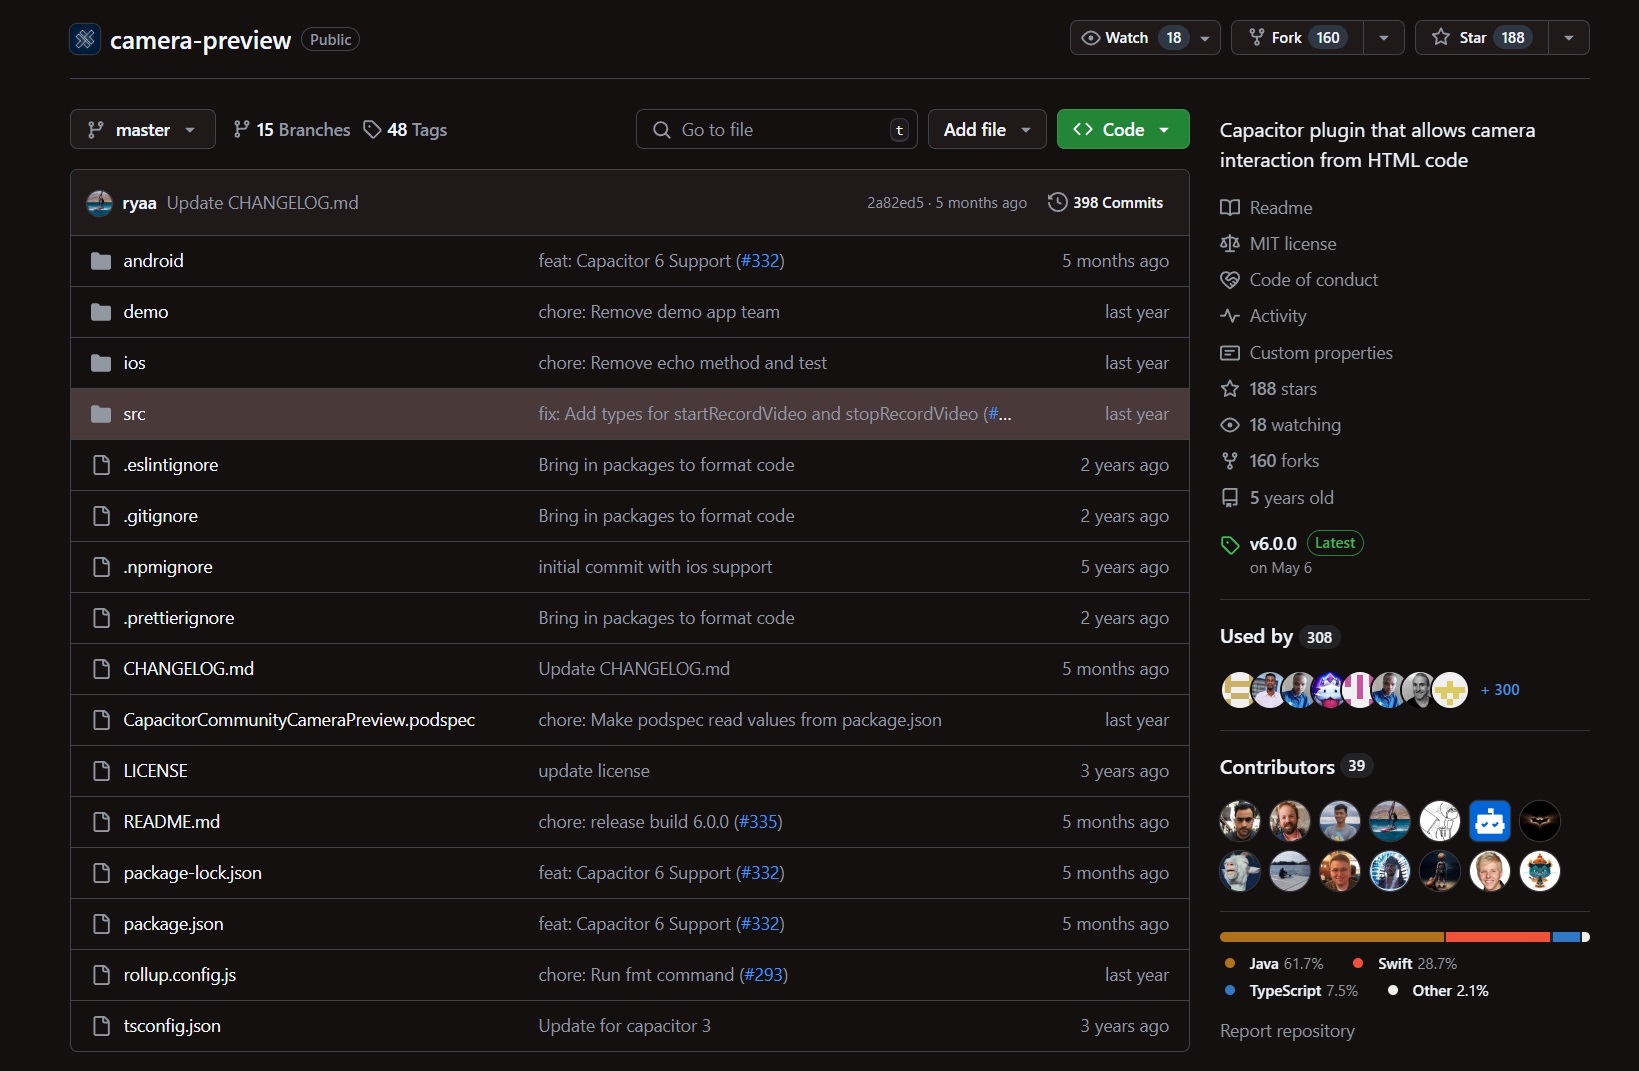 camera-preview Public Watch 18 Fork 160 Star 188
master 15 Branches 48 Tags Go to file t Add file Code
ryaa Update CHANGELOG.md 2a82ed5 · 5 months ago 398 Commits
android feat: Capacitor 6 Support (#332) 5 months ago
demo chore: Remove demo app team last year
ios chore: Remove echo method and test last year
src fix: Add types for startRecordVideo and stopRecordVideo (#... last year
.eslintignore Bring in packages to format code 2 years ago
.gitignore Bring in packages to format code 2 years ago
.npmignore initial commit with ios support 5 years ago
.prettierignore Bring in packages to format code 2 years ago
CHANGELOG.md Update CHANGELOG.md 5 months ago
CapacitorCommunityCameraPreview.podspec chore: Make podspec read values from package.json last year
LICENSE update license 3 years ago
README.md chore: release build 6.0.0 (#335) 5 months ago
package-lock.json feat: Capacitor 6 Support (#332) 5 months ago
package.json feat: Capacitor 6 Support (#332) 5 months ago
rollup.config.js chore: Run fmt command (#293) last year
tsconfig.json Update for capacitor 3 3 years ago
Capacitor plugin that allows camera
interaction from HTML code
Readme
MIT license
Code of conduct
Activity
Custom properties
188 stars
18 watching
160 forks
5 years old
v6.0.0 Latest
on May 6
Used by 308
+ 300
Contributors 39
Java 61.7% Swift 28.7%
TypeScript 7.5% Other 2.1%
Report repository